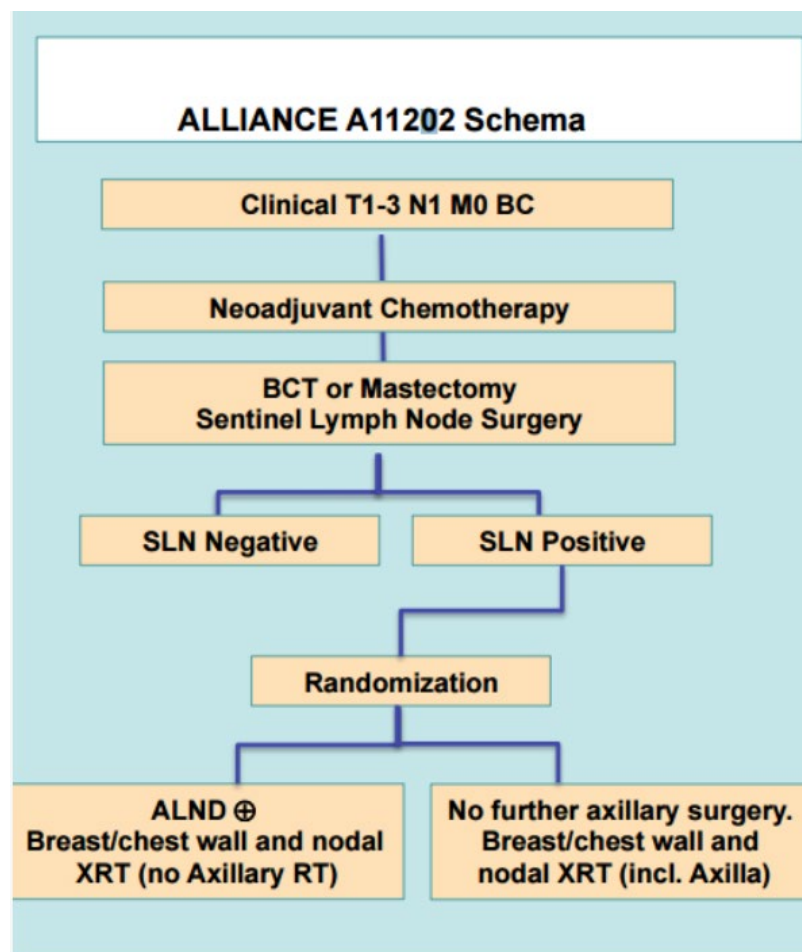 ALLIANCE A11202 Schema
Clinical T1-3 N1 M0 BC
Neoadjuvant Chemotherapy
BCT or Mastectomy
Sentinel Lymph Node Surgery
SLN Negative
SLN Positive
Randomization
ALND ⊕
Breast/chest wall and nodal
XRT (no Axillary RT)
No further axillary surgery.
Breast/chest wall and
nodal XRT (incl. Axilla)